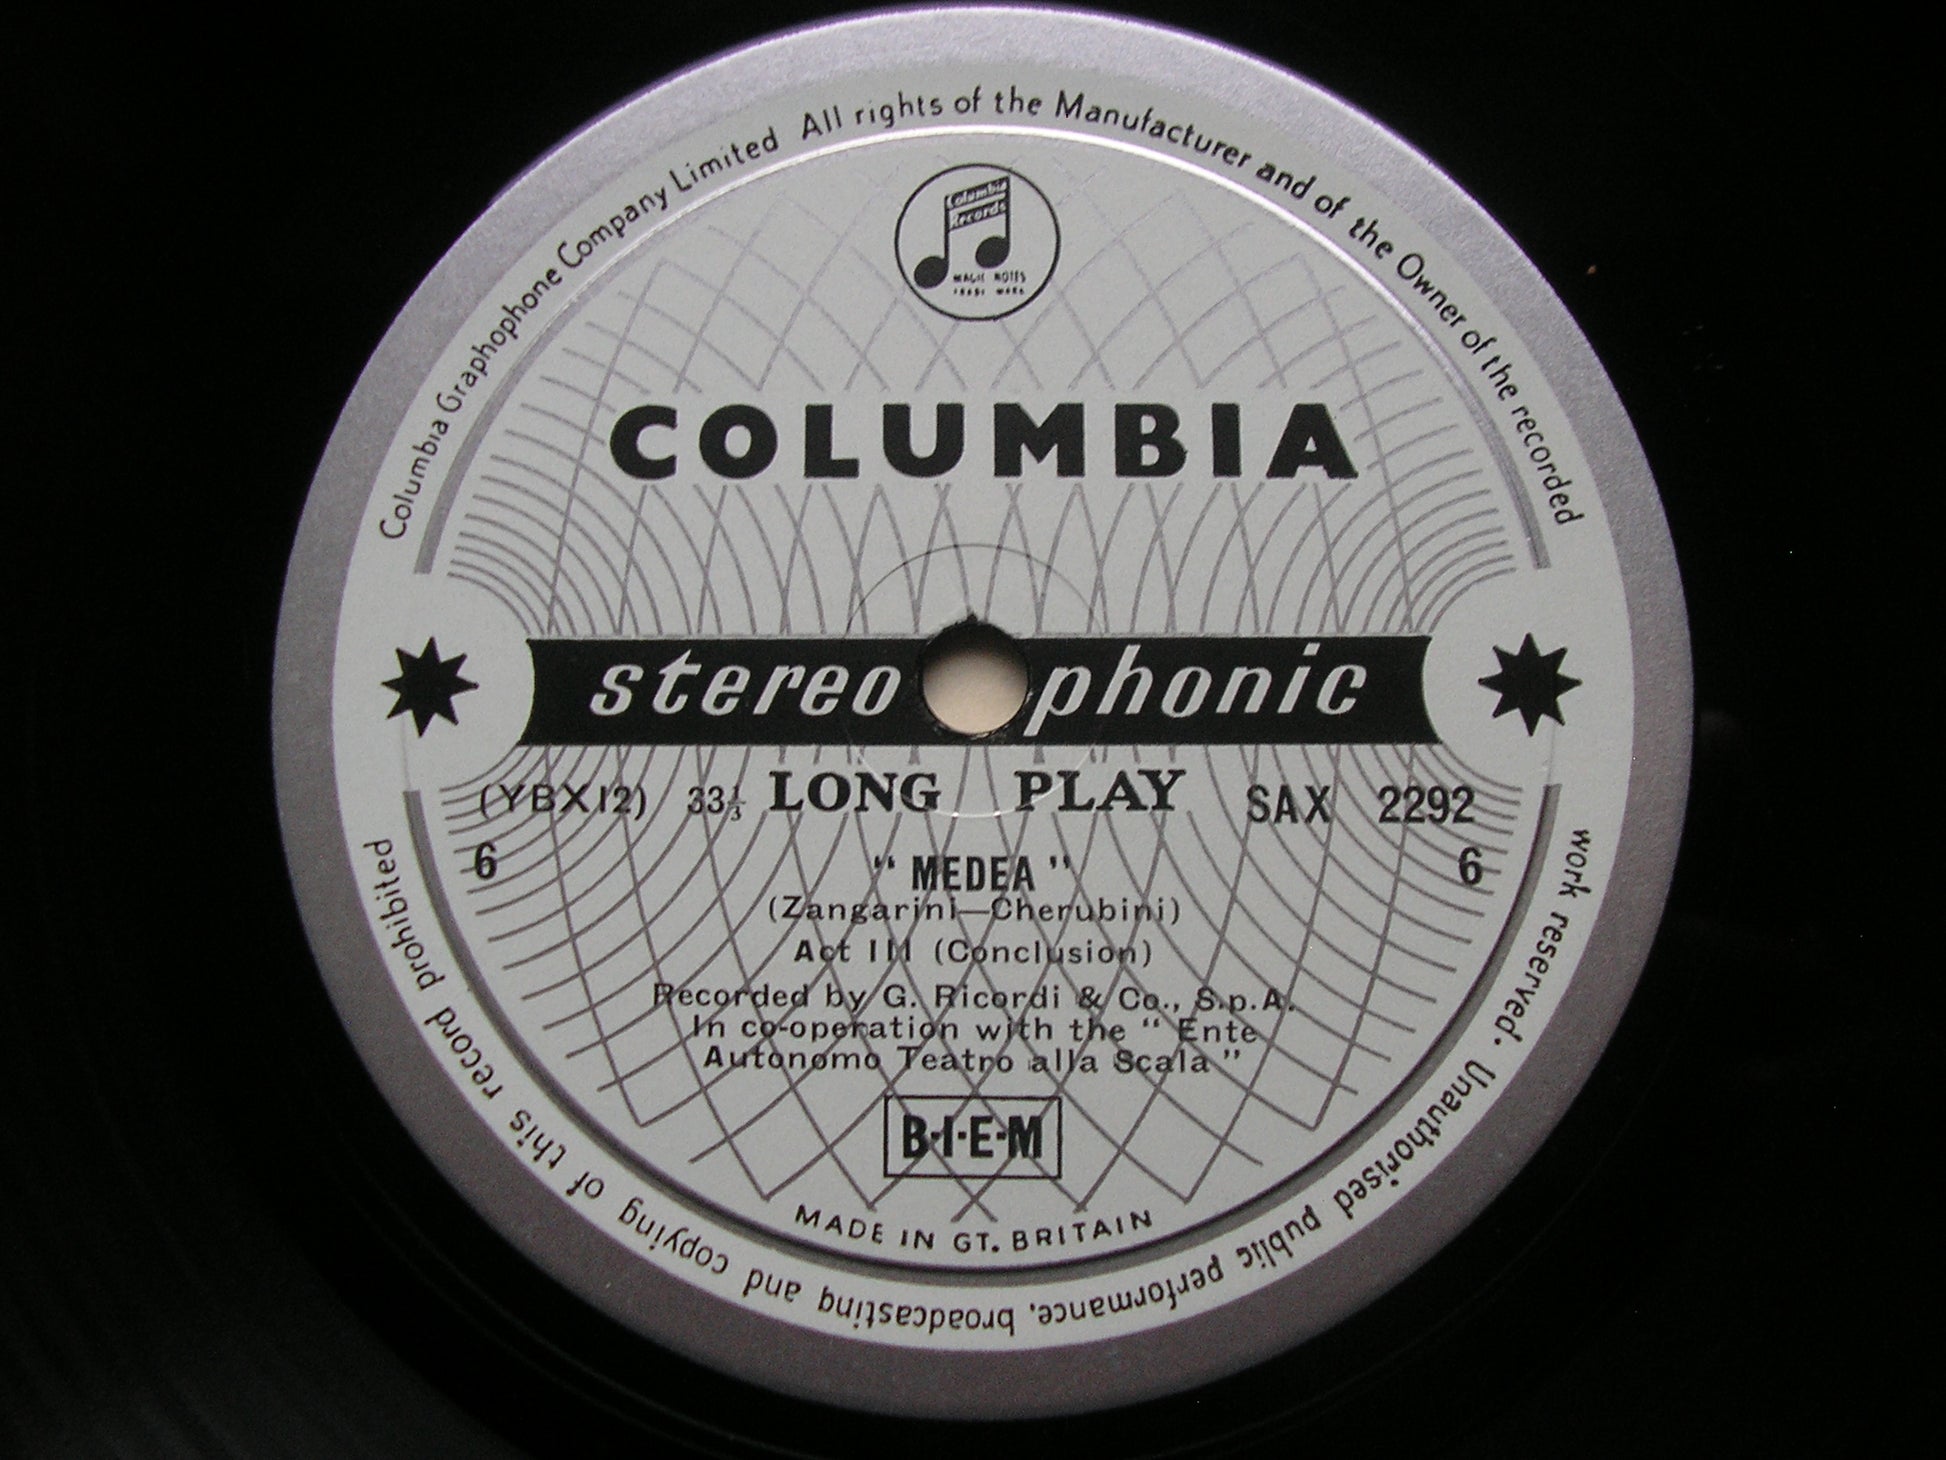 Columbia Graphophone Company Limited All rights of the Manufacturer and of the Owner of the recorded
work reserved. Unauthorised public performance, broadcasting and copying of this record prohibited
Columbia
Records
MAGIC NOTES
TRADE MARK
COLUMBIA
stereo phonic
(YBX12) 33⅓ LONG PLAY SAX 2292
6 6
“ MEDEA ”
(Zangarini—Cherubini)
Act III (Conclusion)
Recorded by G. Ricordi & Co., S.p.A.
In co-operation with the “ Ente
Autonomo Teatro alla Scala ”
B·I·E·M
MADE IN GT. BRITAIN